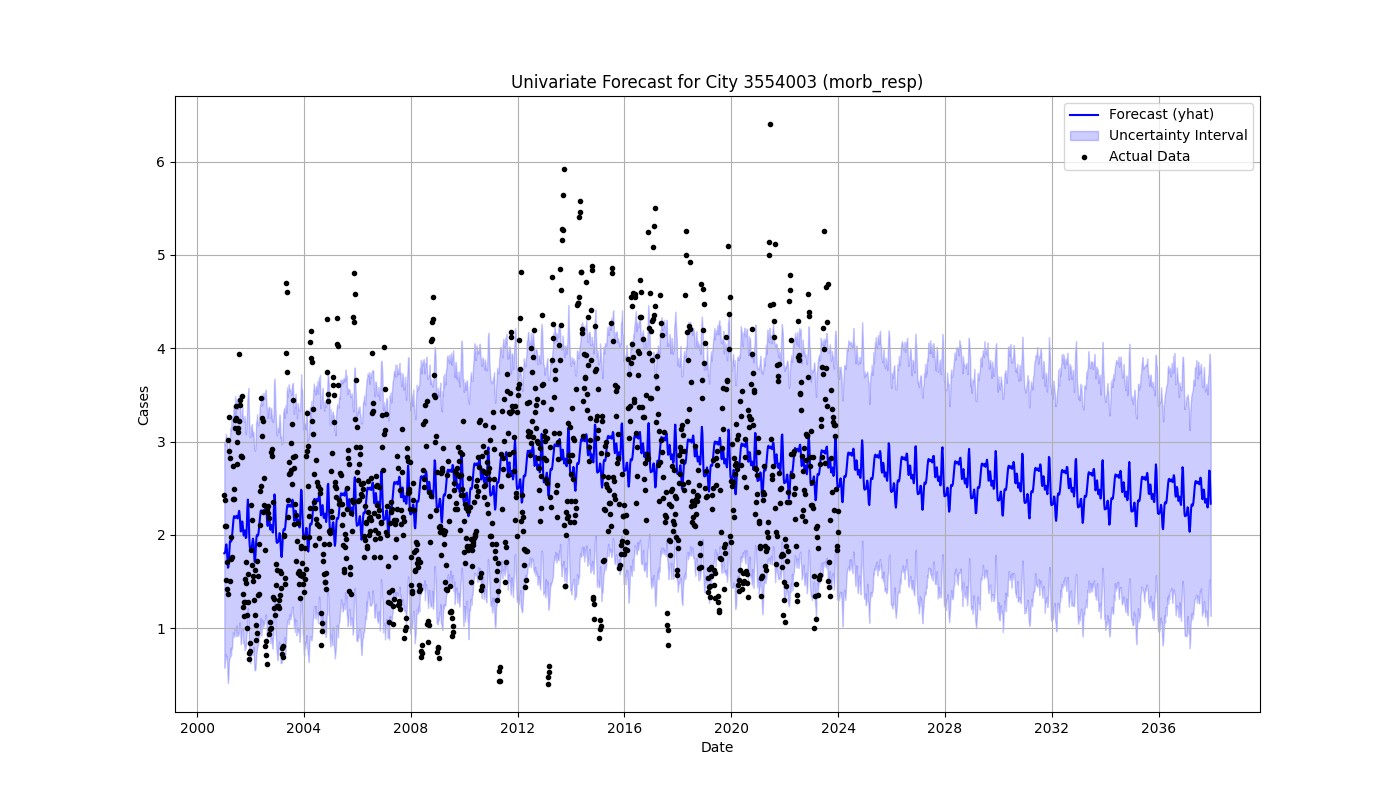 Univariate Forecast for City 3554003 (morb_resp)
Forecast (yhat)
Uncertainty Interval
Actual Data
Cases
6
5
4
3
2
1
2000 2004 2008 2012 2016 2020 2024 2028 2032 2036
Date